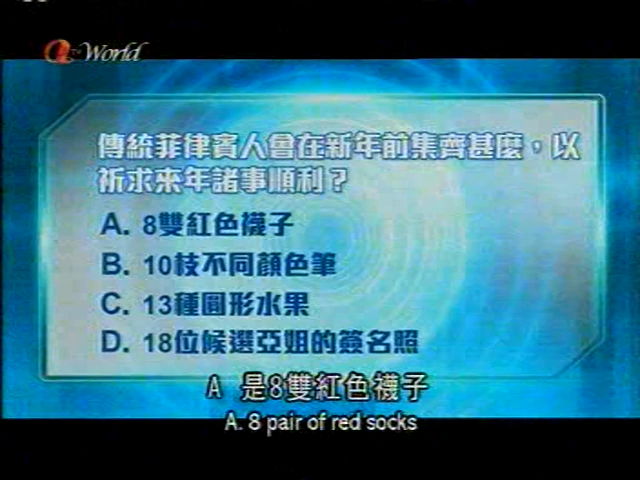 aTV World
傳統菲律賓人會在新年前集齊甚麼，以
祈求來年諸事順利？
A. 8雙紅色襪子
B. 10枝不同顏色筆
C. 13種圓形水果
D. 18位候選亞姐的簽名照
A 是8雙紅色襪子
A. 8 pair of red socks